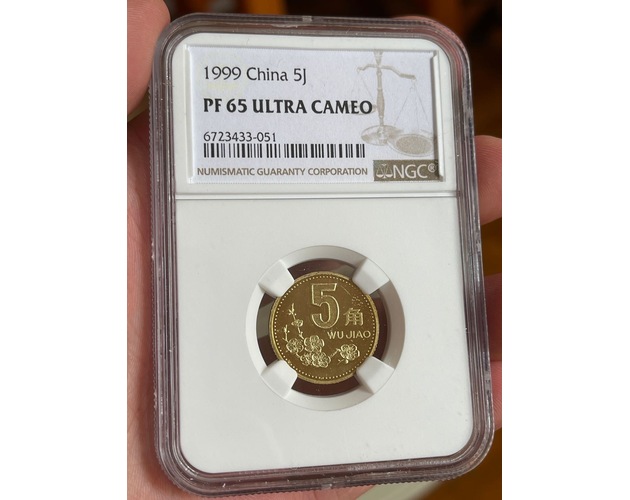 1999 China 5J
PF 65 ULTRA CAMEO
6723433-051
NUMISMATIC GUARANTY CORPORATION
NGC®
5角
WU JIAO